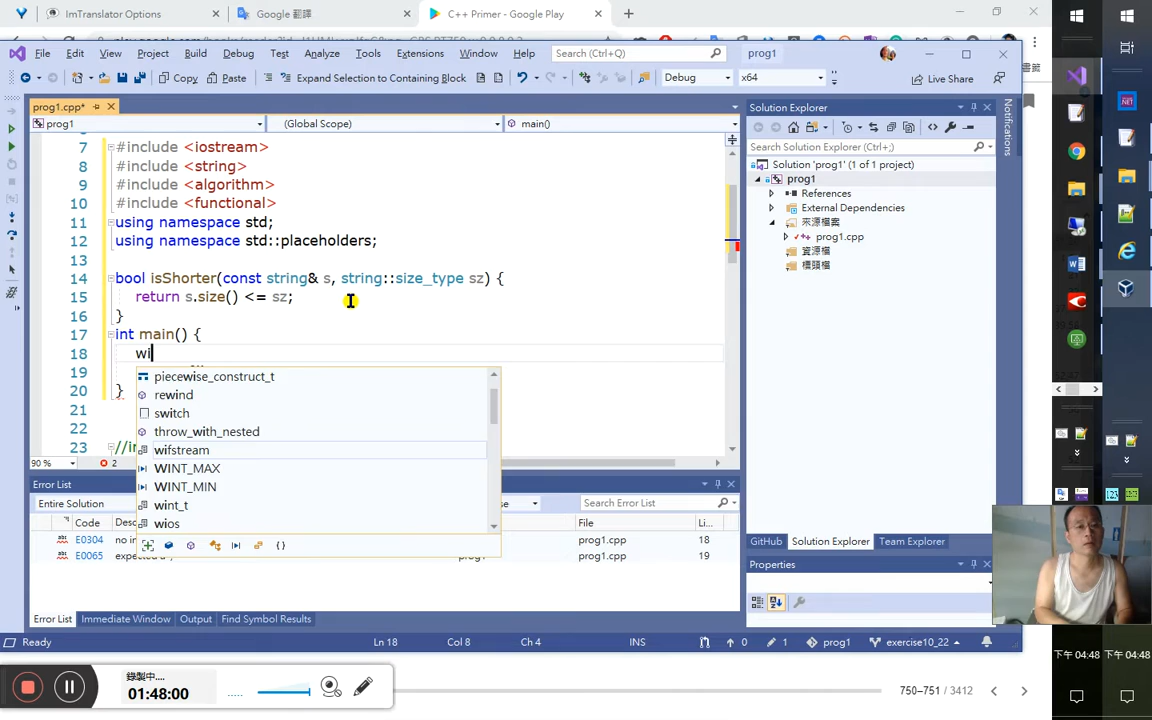 ImTranslator Options
Google 翻譯
C++ Primer - Google Play
File Edit View Project Build Debug Test Analyze Tools Extensions Window Help Search (Ctrl+Q) prog1
Copy Paste Expand Selection to Containing Block Debug x64 Live Share
prog1.cpp*
prog1 (Global Scope) main()
7 #include <iostream>
8 #include <string>
9 #include <algorithm>
10 #include <functional>
11 using namespace std;
12 using namespace std::placeholders;
13
14 bool isShorter(const string& s, string::size_type sz) {
15 return s.size() <= sz;
16 }
17 int main() {
18 wi
19
20 }
21
22
23 //i
piecewise_construct_t
rewind
switch
throw_with_nested
wifstream
WINT_MAX
WINT_MIN
wint_t
wios
90 % 2
Error List
Entire Solution Search Error List
Code File Li...
E0304 no in prog1.cpp 18
E0065 prog1.cpp 19
Error List Immediate Window Output Find Symbol Results
Solution Explorer
Search Solution Explorer (Ctrl+;)
Solution 'prog1' (1 of 1 project)
prog1
References
External Dependencies
來源檔案
prog1.cpp
資源檔
標頭檔
Notifications
GitHub Solution Explorer Team Explorer
Properties
Ready Ln 18 Col 8 Ch 4 INS 0 1 prog1 exercise10_22
錄製中...
01:48:00
750–751 / 3412
下午 04:48 下午 04:48